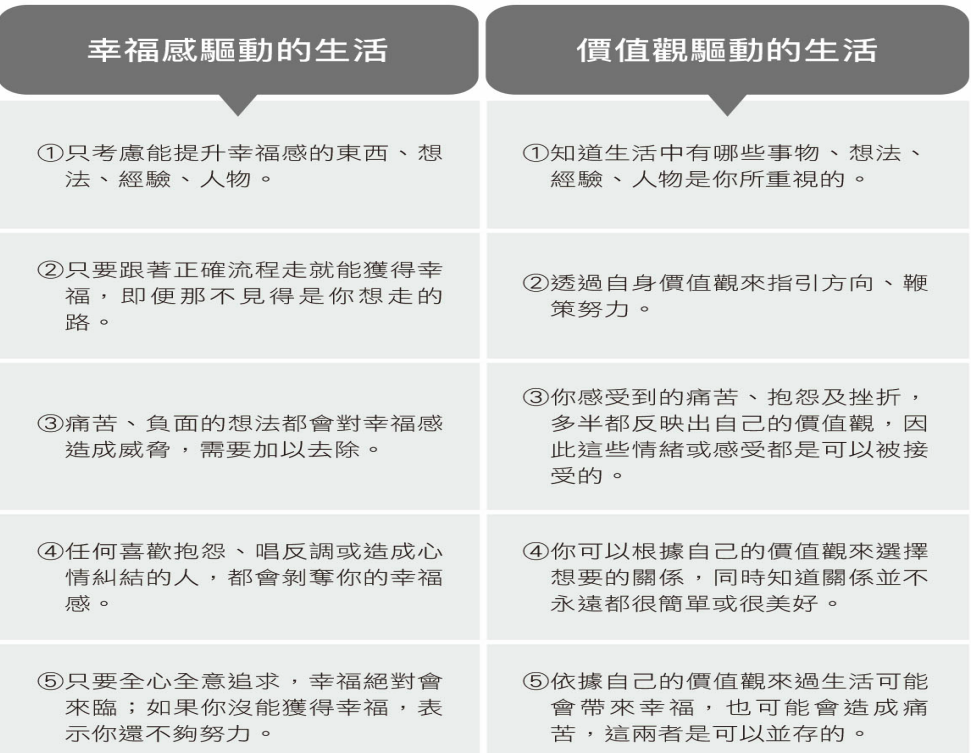 幸福感驅動的生活
價值觀驅動的生活
①只考慮能提升幸福感的東西、想
法、經驗、人物。
①知道生活中有哪些事物、想法、
經驗、人物是你所重視的。
②只要跟著正確流程走就能獲得幸
福，即便那不見得是你想走的
路。
②透過自身價值觀來指引方向、鞭
策努力。
③痛苦、負面的想法都會對幸福感
造成威脅，需要加以去除。
③你感受到的痛苦、抱怨及挫折，
多半都反映出自己的價值觀，因
此這些情緒或感受都是可以被接
受的。
④任何喜歡抱怨、唱反調或造成心
情糾結的人，都會剝奪你的幸福
感。
④你可以根據自己的價值觀來選擇
想要的關係，同時知道關係並不
永遠都很簡單或很美好。
⑤只要全心全意追求，幸福絕對會
來臨；如果你沒能獲得幸福，表
示你還不夠努力。
⑤依據自己的價值觀來過生活可能
會帶來幸福，也可能會造成痛
苦，這兩者是可以並存的。